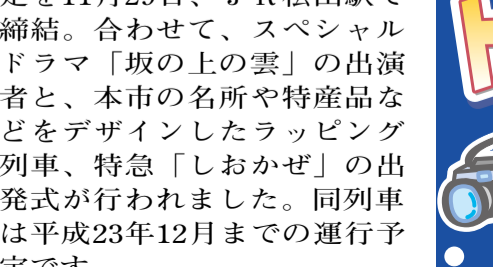 定を11月29日、ＪＲ松山駅で
締結。合わせて、スペシャル
ドラマ「坂の上の雲」の出演
者と、本市の名所や特産品な
どをデザインしたラッピング
列車、特急「しおかぜ」の出
発式が行われました。同列車
は平成23年12月までの運行予
定です